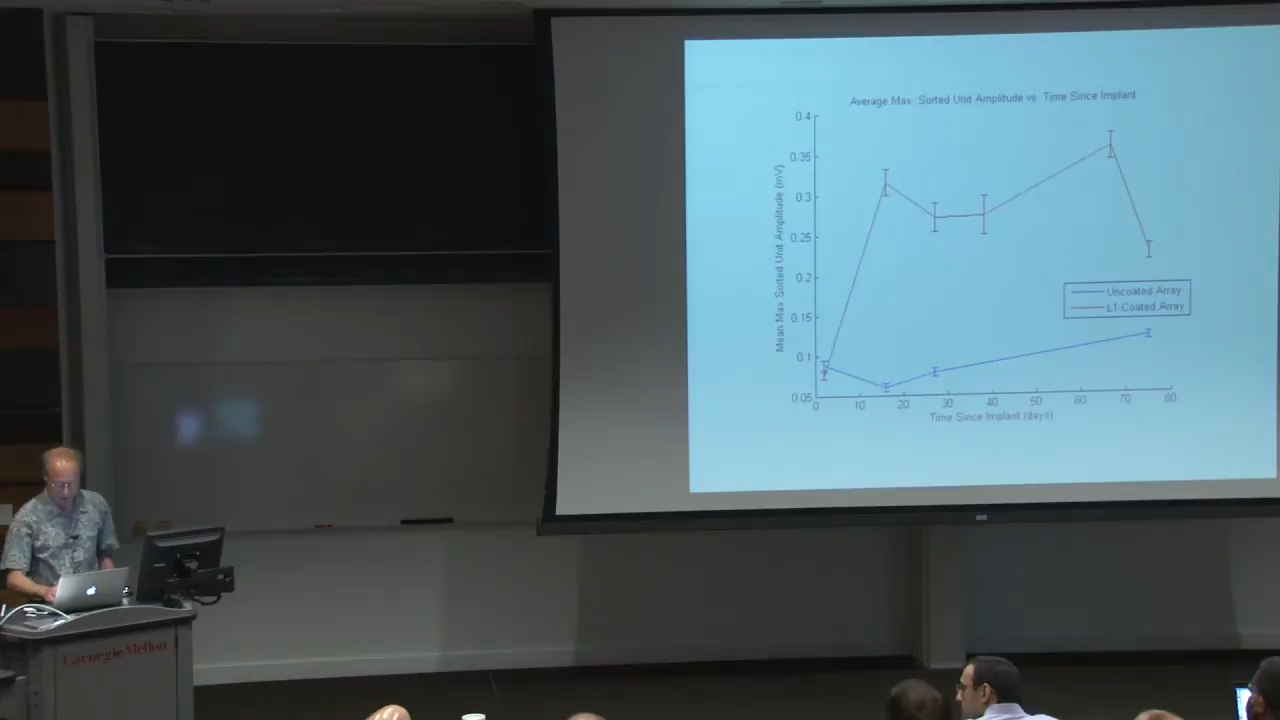 Average Max. Sorted Unit Amplitude vs. Time Since Implant
0.4
0.35
0.3
0.25
0.2
0.15
0.1
0.05
Mean Max Sorted Unit Amplitude (mV)
Uncoated Array
L1-Coated Array
0 10 20 30 40 50 60 70 80
Time Since Implant (days)
Carnegie Mellon